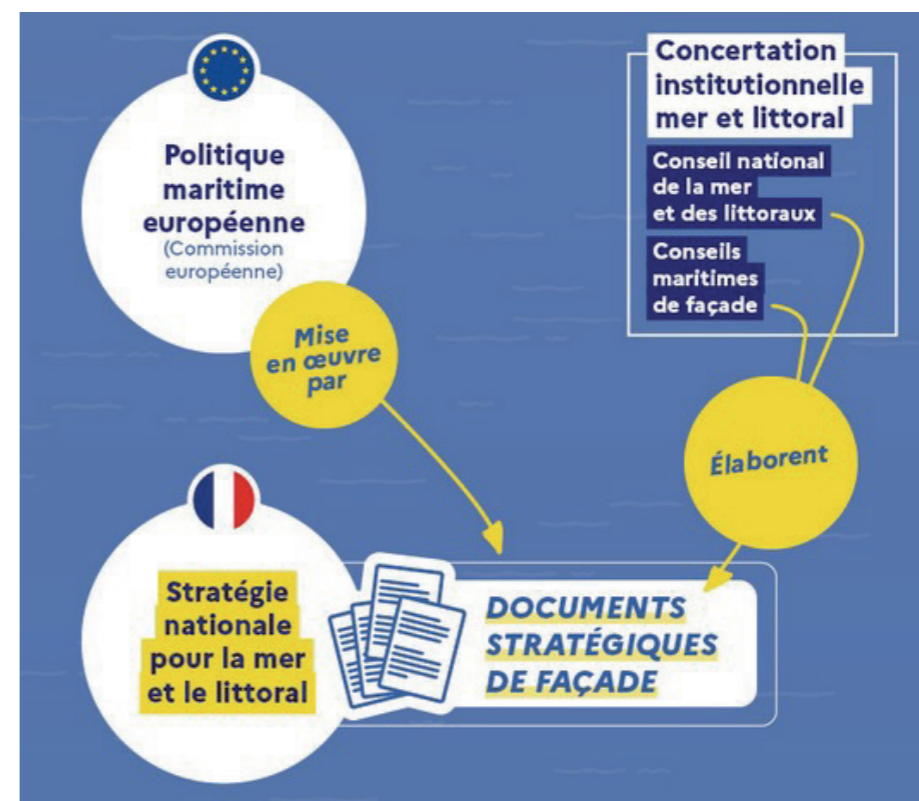 Politique
maritime
européenne
(Commission
européenne)
Mise
en œuvre
par
Concertation
institutionnelle
mer et littoral
Conseil national
de la mer
et des littoraux
Conseils
maritimes
de façade
Élaborent
Stratégie
nationale
pour la mer
et le littoral
DOCUMENTS
STRATÉGIQUES
DE FAÇADE